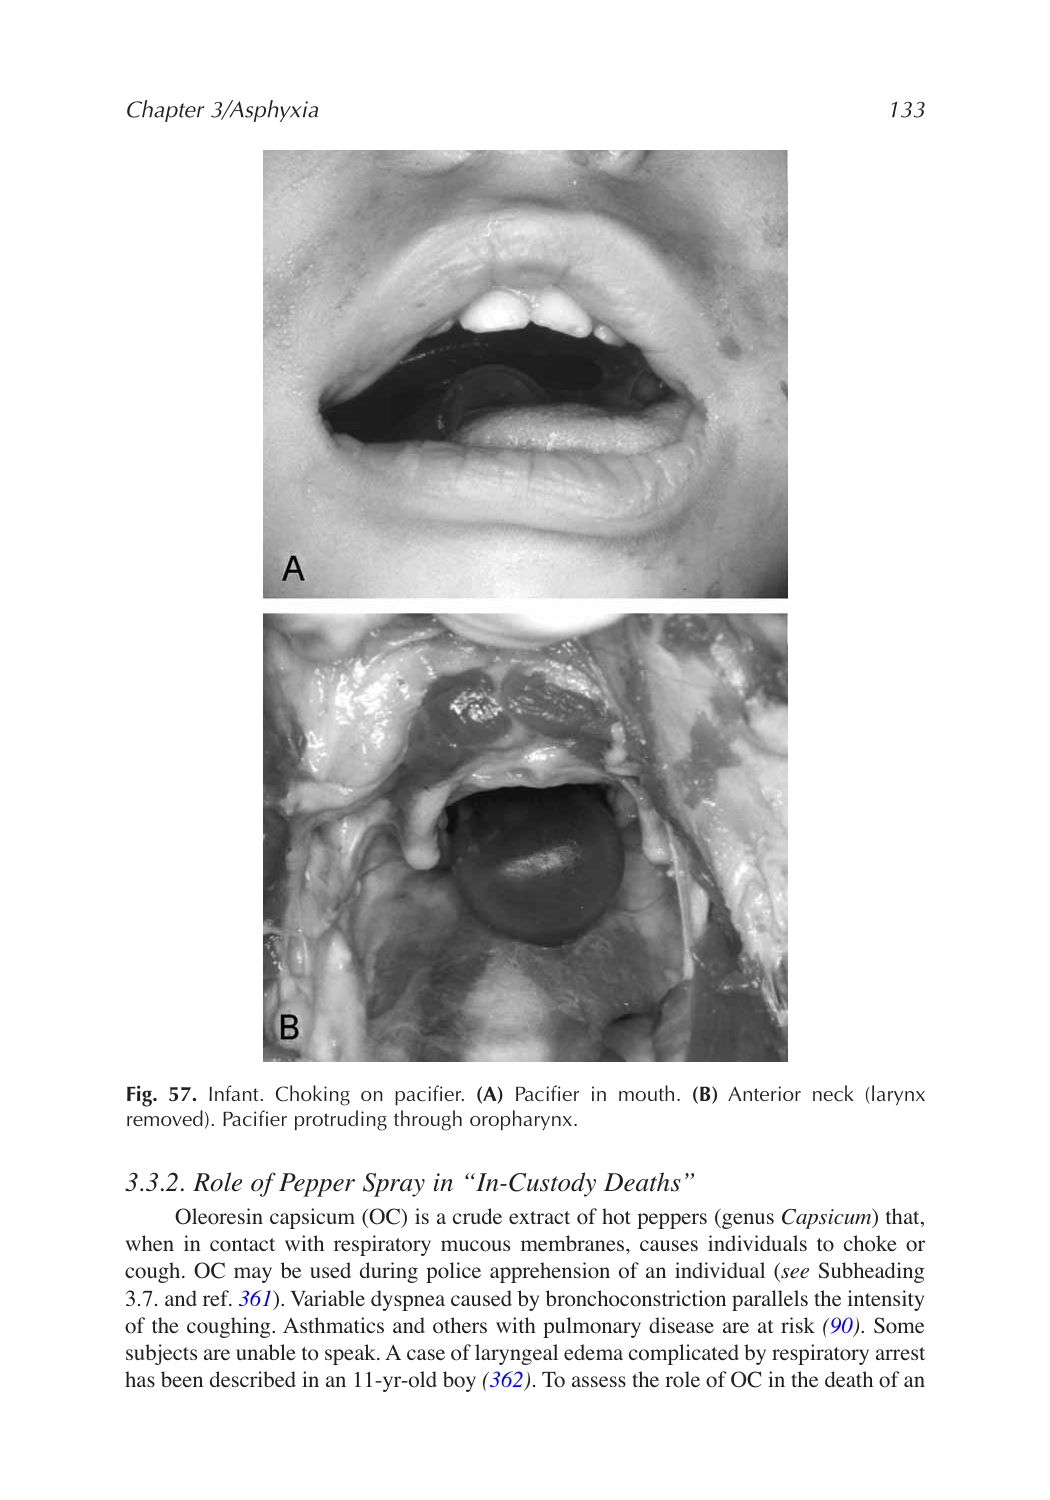 Chapter 3/Asphyxia 133
A
B
Fig. 57. Infant. Choking on pacifier. (A) Pacifier in mouth. (B) Anterior neck (larynx
removed). Pacifier protruding through oropharynx.
3.3.2. Role of Pepper Spray in “In-Custody Deaths”
Oleoresin capsicum (OC) is a crude extract of hot peppers (genus Capsicum) that,
when in contact with respiratory mucous membranes, causes individuals to choke or
cough. OC may be used during police apprehension of an individual (see Subheading
3.7. and ref. 361). Variable dyspnea caused by bronchoconstriction parallels the intensity
of the coughing. Asthmatics and others with pulmonary disease are at risk (90). Some
subjects are unable to speak. A case of laryngeal edema complicated by respiratory arrest
has been described in an 11-yr-old boy (362). To assess the role of OC in the death of an